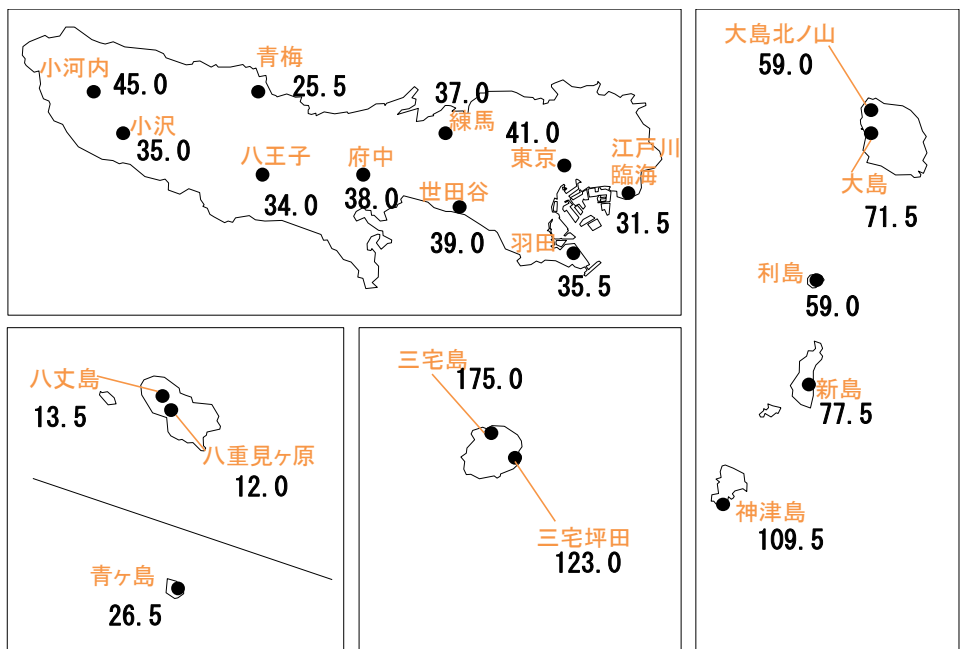 小河内
45.0
小沢
35.0
青梅
25.5
八王子
34.0
府中
38.0
37.0
練馬
世田谷
39.0
41.0
東京
江戸川
臨海
31.5
羽田
35.5
大島北ノ山
59.0
大島
71.5
利島
59.0
新島
77.5
神津島
109.5
八丈島
13.5
八重見ヶ原
12.0
青ヶ島
26.5
三宅島
175.0
三宅坪田
123.0